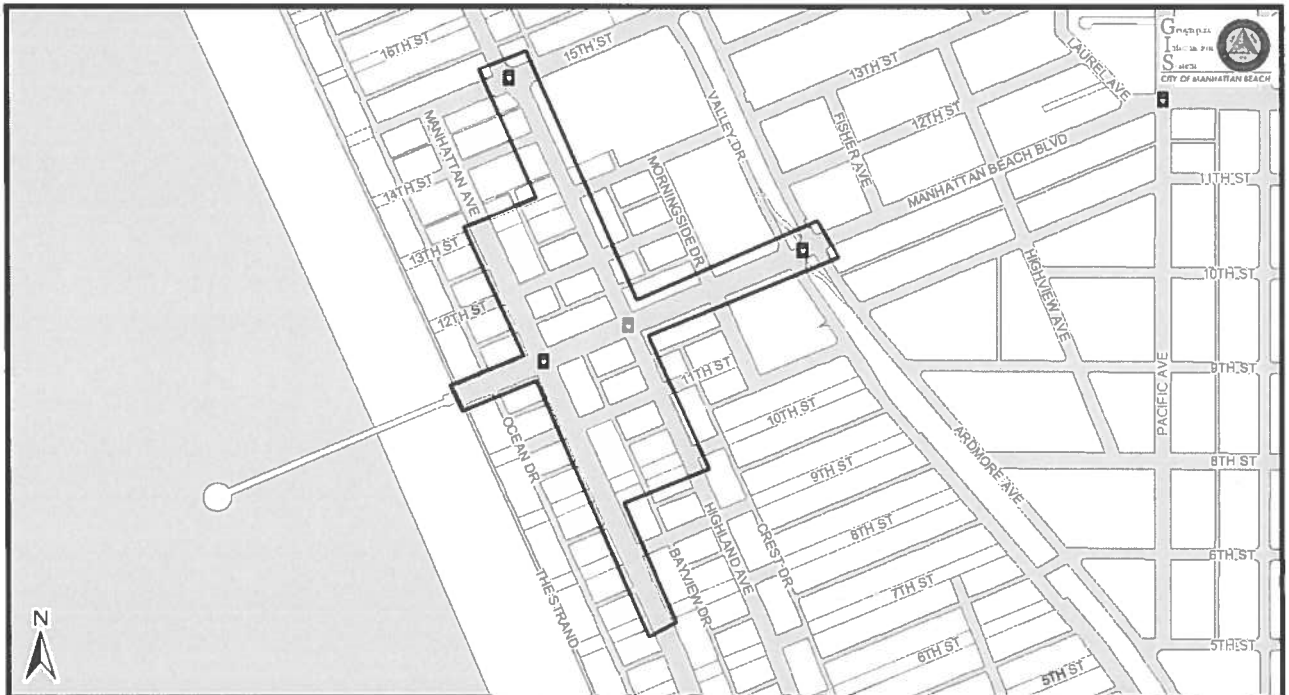 16TH ST
15TH ST
13TH ST
LAUREL AVE
G
I
S
CITY OF MANHATTAN BEACH
VALLEY DR
FISHER AVE
12TH ST
MANHATTAN AVE
14TH ST
MORNINGSIDE DR
MANHATTAN BEACH BLVD
11TH ST
13TH ST
HIGHVIEW AVE
10TH ST
12TH ST
9TH ST
PACIFIC AVE
11TH ST
10TH ST
OCEAN DR
ARDMORE AVE
8TH ST
9TH ST
HIGHLAND AVE
CREST DR
8TH ST
BAYVIEW DR
6TH ST
7TH ST
THE STRAND
6TH ST
5TH ST
5TH ST
N